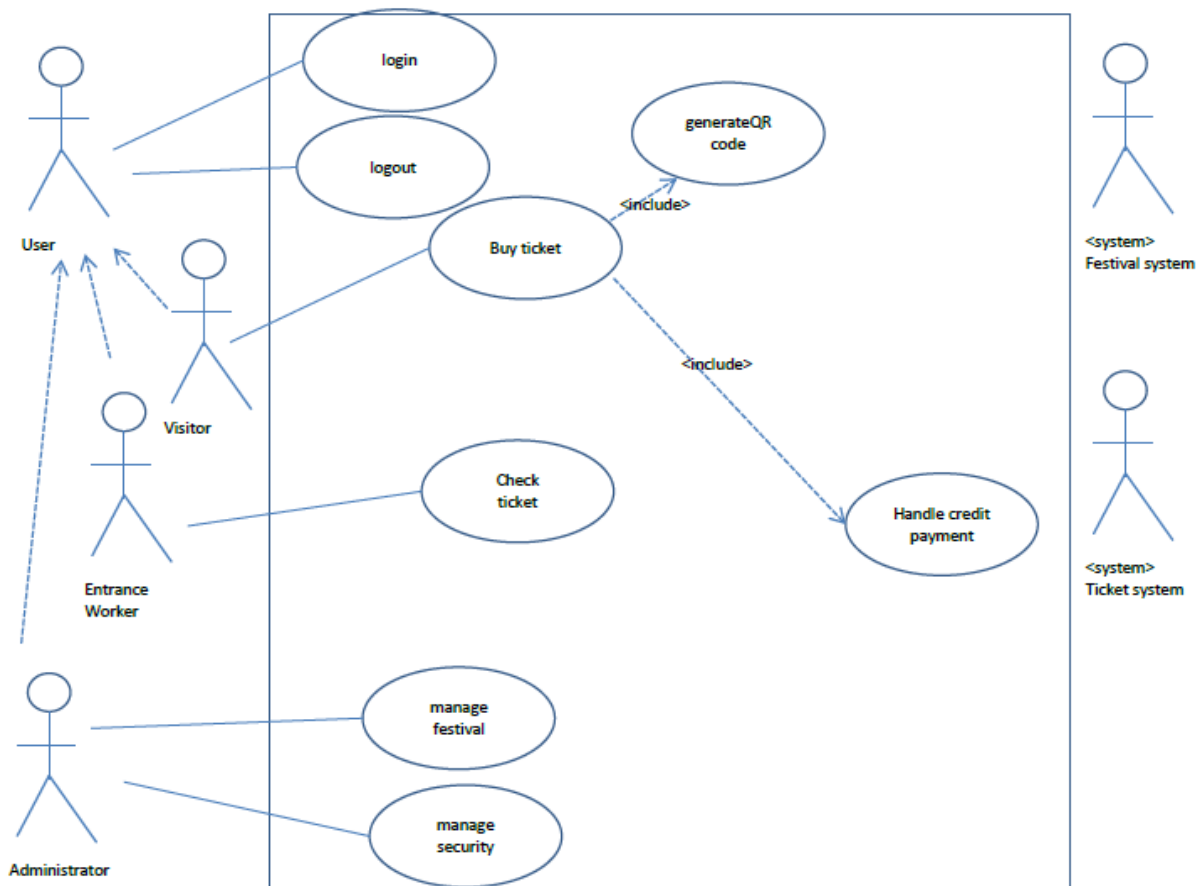 login
generateQR
code
logout
<include>
User
Buy ticket
<system>
Festival system
<include>
Visitor
Check
ticket
Handle credit
payment
<system>
Ticket system
Entrance
Worker
manage
festival
manage
security
Administrator